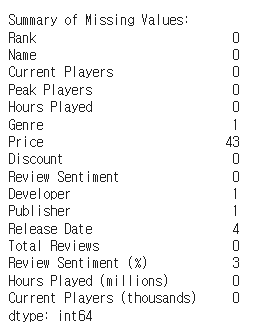 Summary of Missing Values:
Rank 0
Name 0
Current Players 0
Peak Players 0
Hours Played 0
Genre 1
Price 43
Discount 0
Review Sentiment 0
Developer 1
Publisher 1
Release Date 4
Total Reviews 0
Review Sentiment (%) 3
Hours Played (millions) 0
Current Players (thousands) 0
dtype: int64